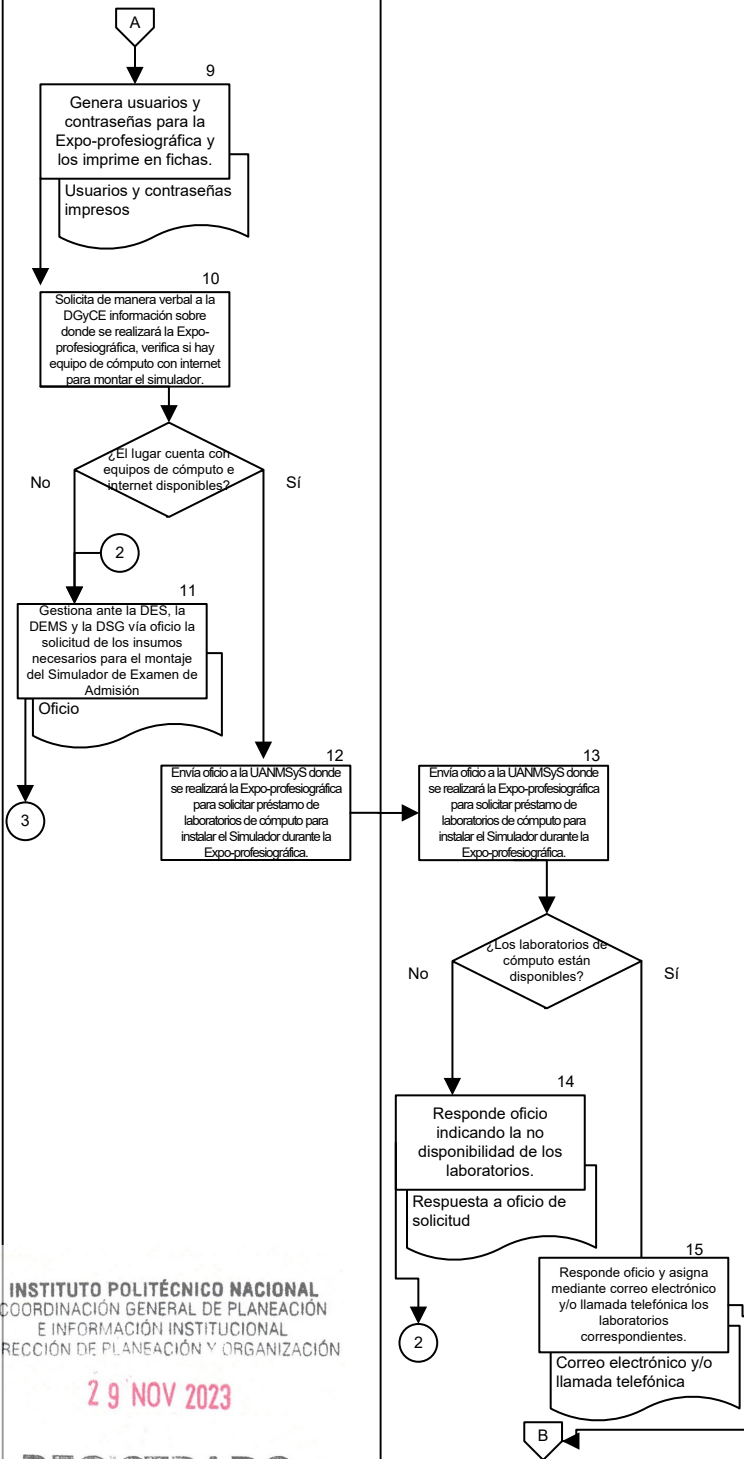 A
9
Genera usuarios y
contraseñas para la
Expo-profesiográfica y
los imprime en fichas.
Usuarios y contraseñas
impresos
10
Solicita de manera verbal a la
DGyCE información sobre
donde se realizará la Expo-
profesiográfica, verifica si hay
equipo de cómputo con internet
para montar el simulador.
¿El lugar cuenta con
equipos de cómputo e
internet disponibles?
No
Sí
2
11
Gestiona ante la DES, la
DEMS y la DSG vía oficio la
solicitud de los insumos
necesarios para el montaje
del Simulador de Examen de
Admisión
Oficio
3
12
Envía oficio a la UANMSyS donde
se realizará la Expo-profesiográfica
para solicitar préstamo de
laboratorios de cómputo para
instalar el Simulador durante la
Expo-profesiográfica.
13
Envía oficio a la UANMSyS donde
se realizará la Expo-profesiográfica
para solicitar préstamo de
laboratorios de cómputo para
instalar el Simulador durante la
Expo-profesiográfica.
¿Los laboratorios de
cómputo están
disponibles?
No
Sí
14
Responde oficio
indicando la no
disponibilidad de los
laboratorios.
Respuesta a oficio de
solicitud
2
15
Responde oficio y asigna
mediante correo electrónico
y/o llamada telefónica los
laboratorios
correspondientes.
Correo electrónico y/o
llamada telefónica
B
INSTITUTO POLITÉCNICO NACIONAL
COORDINACIÓN GENERAL DE PLANEACIÓN
E INFORMACIÓN INSTITUCIONAL
RECCIÓN DE PLANEACIÓN Y ORGANIZACIÓN
29 NOV 2023